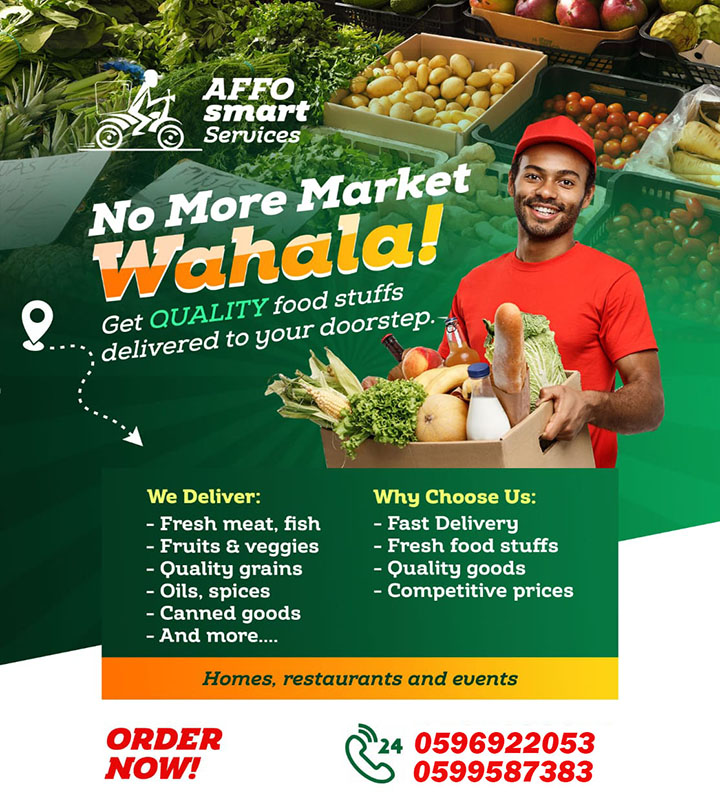 AFFO
smart
Services
No More Market
Wahala!
Get QUALITY food stuffs
delivered to your doorstep.
We Deliver:
- Fresh meat, fish
- Fruits & veggies
- Quality grains
- Oils, spices
- Canned goods
- And more....
Why Choose Us:
- Fast Delivery
- Fresh food stuffs
- Quality goods
- Competitive prices
Homes, restaurants and events
ORDER
NOW!
24 0596922053
0599587383